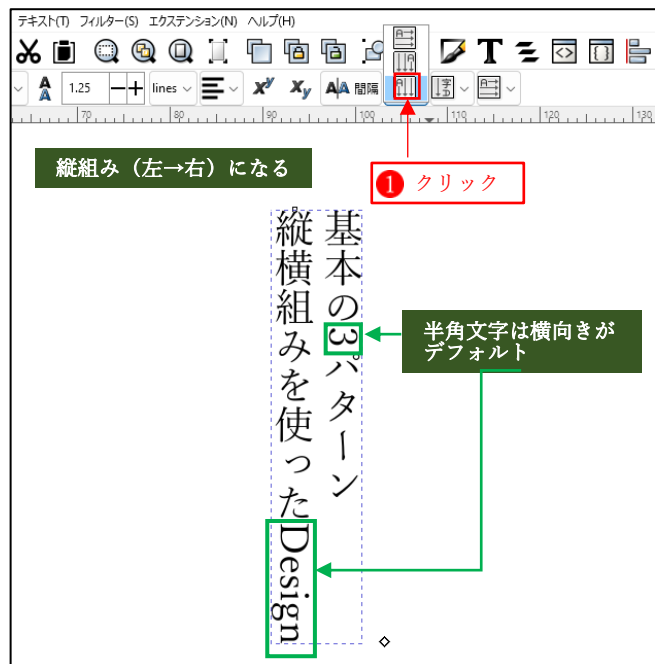 テキスト(T) フィルター(S) エクステンション(N) ヘルプ(H)
1.25 lines 間隔
70 80 90 100 110 120 130
縦組み（左→右）になる
1 クリック
縦横組みを使ったDesign
基本の3パターン
半角文字は横向きが
デフォルト